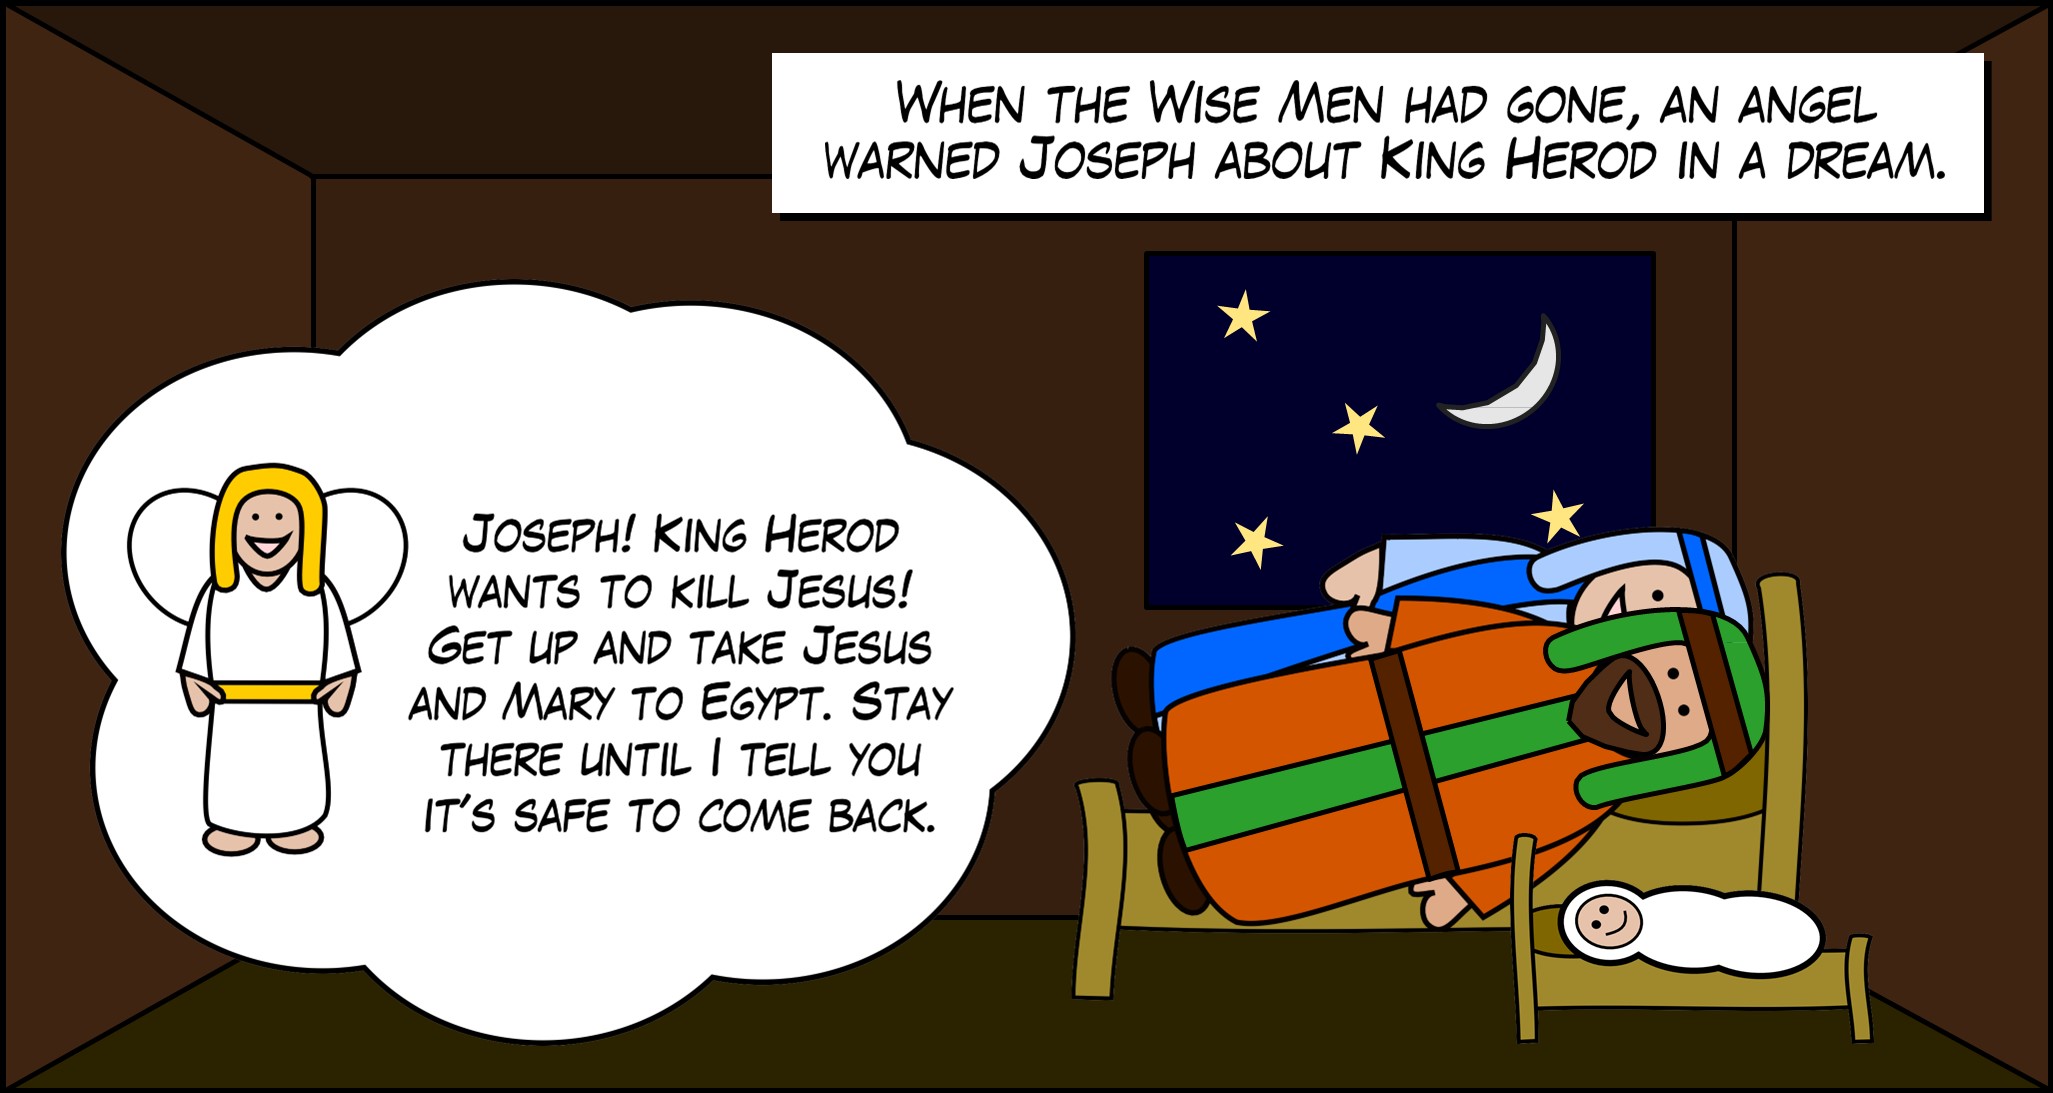 When the Wise Men had gone, an angel
warned Joseph about King Herod in a dream.
Joseph! King Herod
wants to kill Jesus!
Get up and take Jesus
and Mary to Egypt. Stay
there until I tell you
it's safe to come back.